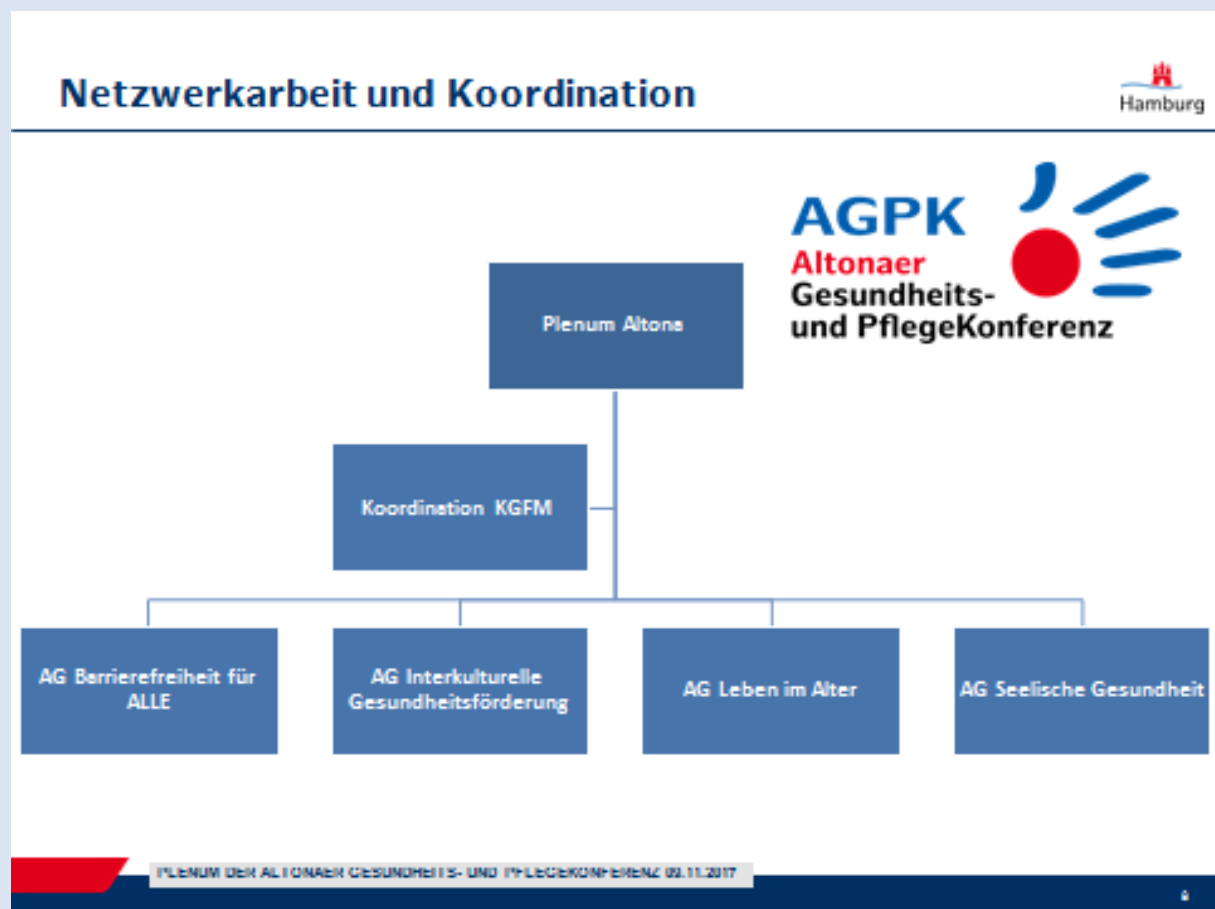 Netzwerkarbeit und Koordination
Hamburg
AGPK
Altonaer
Gesundheits-
und PflegeKonferenz
Plenum Altona
Koordination KGFM
AG Barrierefreiheit für
ALLE
AG Interkulturelle
Gesundheitsförderung
AG Leben im Alter
AG Seelische Gesundheit
PLENUM DER ALTONAER GESUNDHEITS- UND PFLEGEKONFERENZ 09.11.2017